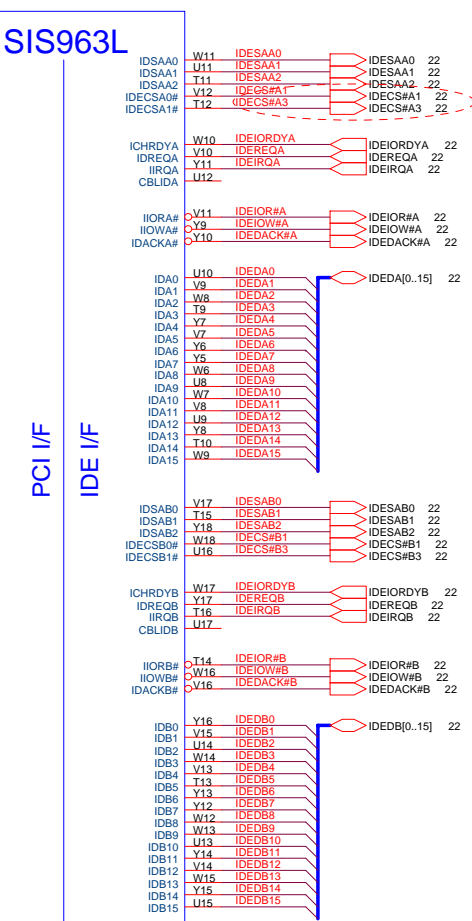 SIS963L
PCI I/F
IDE I/F
IDSAA0 W11 IDESAA0 IDESAA0 22
IDSAA1 U11 IDESAA1 IDESAA1 22
IDSAA2 T11 IDESAA2 IDESAA2 22
IDECSA0# V12 IDECS#A1 IDECS#A1 22
IDECSA1# T12 IDECS#A3 IDECS#A3 22
ICHRDYA W10 IDEIORDYA IDEIORDYA 22
IDREQA V10 IDEREQA IDEREQA 22
IIRQA Y11 IDEIRQA IDEIRQA 22
CBLIDA U12
IIORA# V11 IDEIOR#A IDEIOR#A 22
IIOWA# Y9 IDEIOW#A IDEIOW#A 22
IDACKA# Y10 IDEDACK#A IDEDACK#A 22
IDA0 U10 IDEDA0 IDEDA[0..15] 22
IDA1 V9 IDEDA1
IDA2 W8 IDEDA2
IDA3 T9 IDEDA3
IDA4 Y7 IDEDA4
IDA5 V7 IDEDA5
IDA6 Y6 IDEDA6
IDA7 Y5 IDEDA7
IDA8 W6 IDEDA8
IDA9 U8 IDEDA9
IDA10 W7 IDEDA10
IDA11 V8 IDEDA11
IDA12 U9 IDEDA12
IDA13 Y8 IDEDA13
IDA14 T10 IDEDA14
IDA15 W9 IDEDA15
IDSAB0 V17 IDESAB0 IDESAB0 22
IDSAB1 T15 IDESAB1 IDESAB1 22
IDSAB2 Y18 IDESAB2 IDESAB2 22
IDECSB0# W18 IDECS#B1 IDECS#B1 22
IDECSB1# U16 IDECS#B3 IDECS#B3 22
ICHRDYB W17 IDEIORDYB IDEIORDYB 22
IDREQB Y17 IDEREQB IDEREQB 22
IIRQB T16 IDEIRQB IDEIRQB 22
CBLIDB U17
IIORB# T14 IDEIOR#B IDEIOR#B 22
IIOWB# W16 IDEIOW#B IDEIOW#B 22
IDACKB# V16 IDEDACK#B IDEDACK#B 22
IDB0 Y16 IDEDB0 IDEDB[0..15] 22
IDB1 V15 IDEDB1
IDB2 U14 IDEDB2
IDB3 W14 IDEDB3
IDB4 V13 IDEDB4
IDB5 T13 IDEDB5
IDB6 Y13 IDEDB6
IDB7 Y12 IDEDB7
IDB8 W12 IDEDB8
IDB9 W13 IDEDB9
IDB10 U13 IDEDB10
IDB11 Y14 IDEDB11
IDB12 V14 IDEDB12
IDB13 W15 IDEDB13
IDB14 Y15 IDEDB14
IDB15 U15 IDEDB15